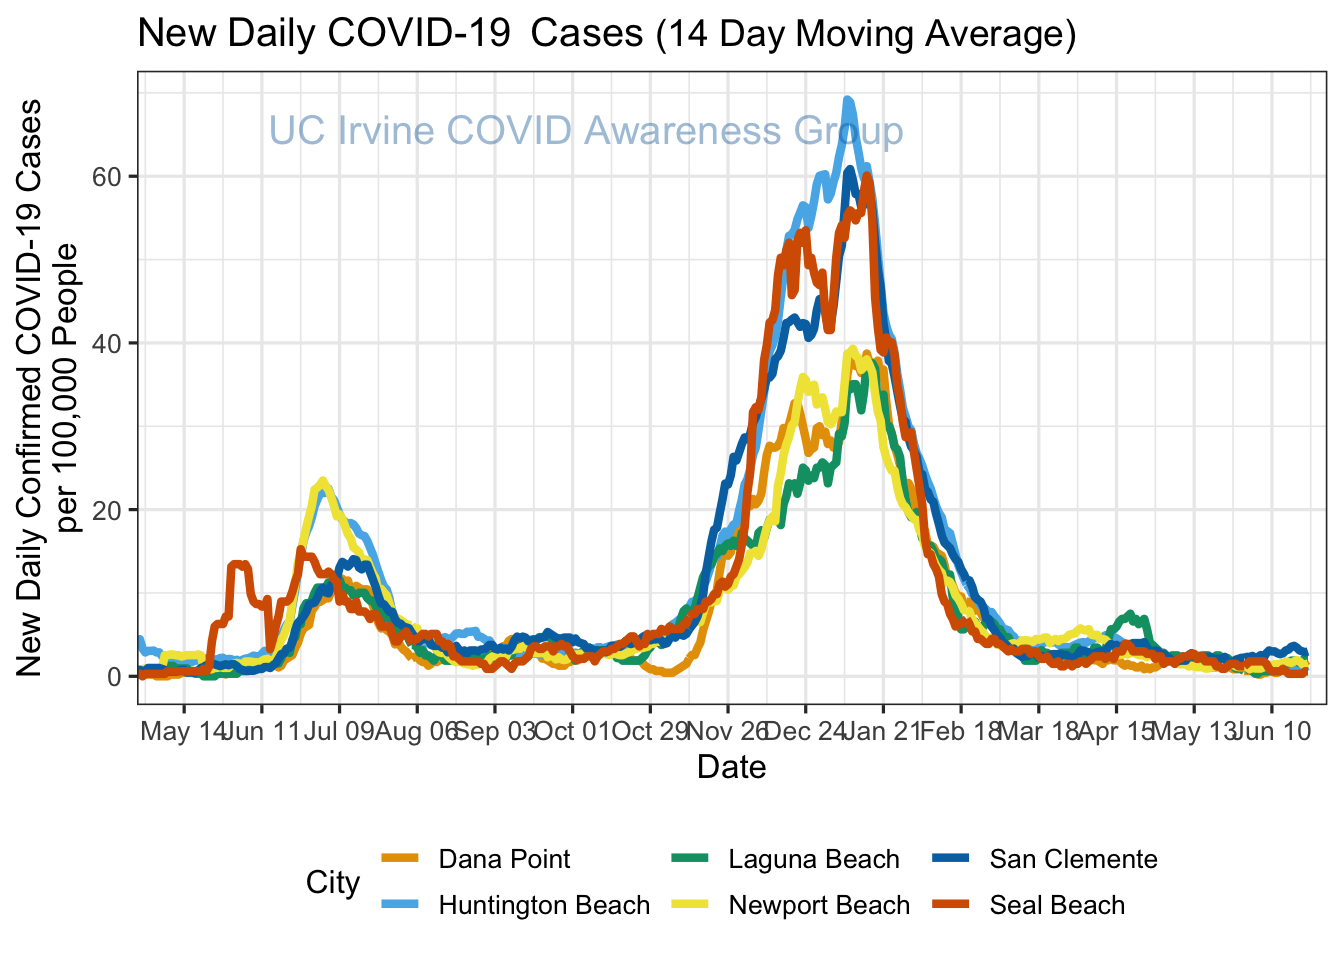 New Daily COVID-19  Cases (14 Day Moving Average)
UC Irvine COVID Awareness Group
New Daily Confirmed COVID-19 Cases
per 100,000 People
60
40
20
0
May 14 Jun 11 Jul 09 Aug 06 Sep 03 Oct 01 Oct 29 Nov 26 Dec 24 Jan 21 Feb 18 Mar 18 Apr 15 May 13 Jun 10
Date
City
Dana Point Laguna Beach San Clemente
Huntington Beach Newport Beach Seal Beach